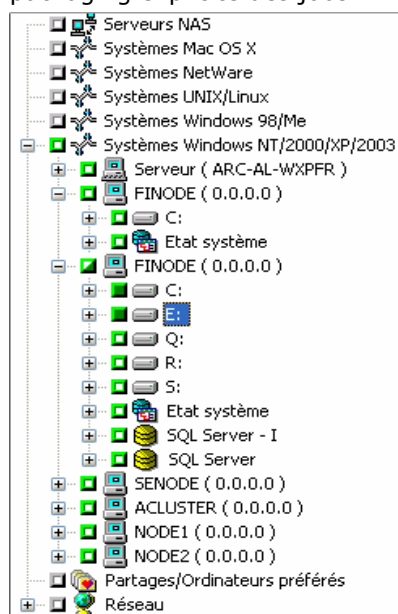 Serveurs NAS
Systèmes Mac OS X
Systèmes NetWare
Systèmes UNIX/Linux
Systèmes Windows 98/Me
Systèmes Windows NT/2000/XP/2003
Serveur ( ARC-AL-WXPFR )
FINODE ( 0.0.0.0 )
C:
Etat système
FINODE ( 0.0.0.0 )
C:
E:
Q:
R:
S:
Etat système
SQL Server - I
SQL Server
SENODE ( 0.0.0.0 )
ACLUSTER ( 0.0.0.0 )
NODE1 ( 0.0.0.0 )
NODE2 ( 0.0.0.0 )
Partages/Ordinateurs préférés
Réseau